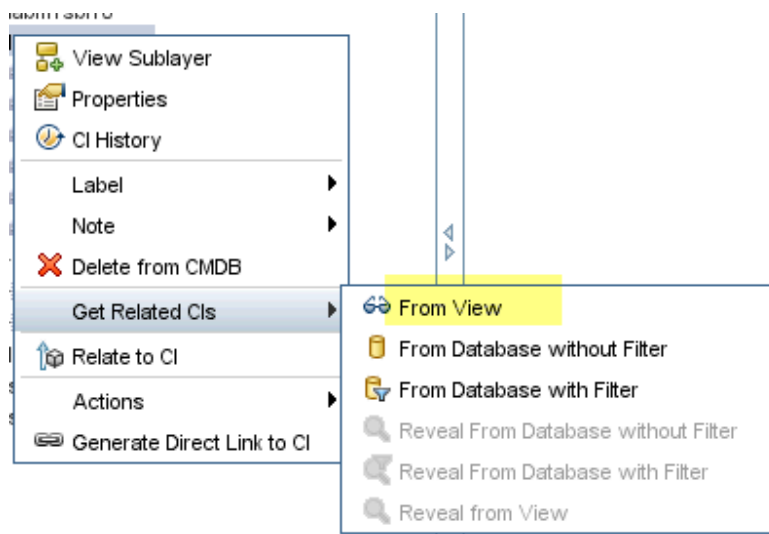 View Sublayer
Properties
CI History
Label
Note
Delete from CMDB
Get Related CIs
Relate to CI
Actions
Generate Direct Link to CI
From View
From Database without Filter
From Database with Filter
Reveal From Database without Filter
Reveal From Database with Filter
Reveal from View